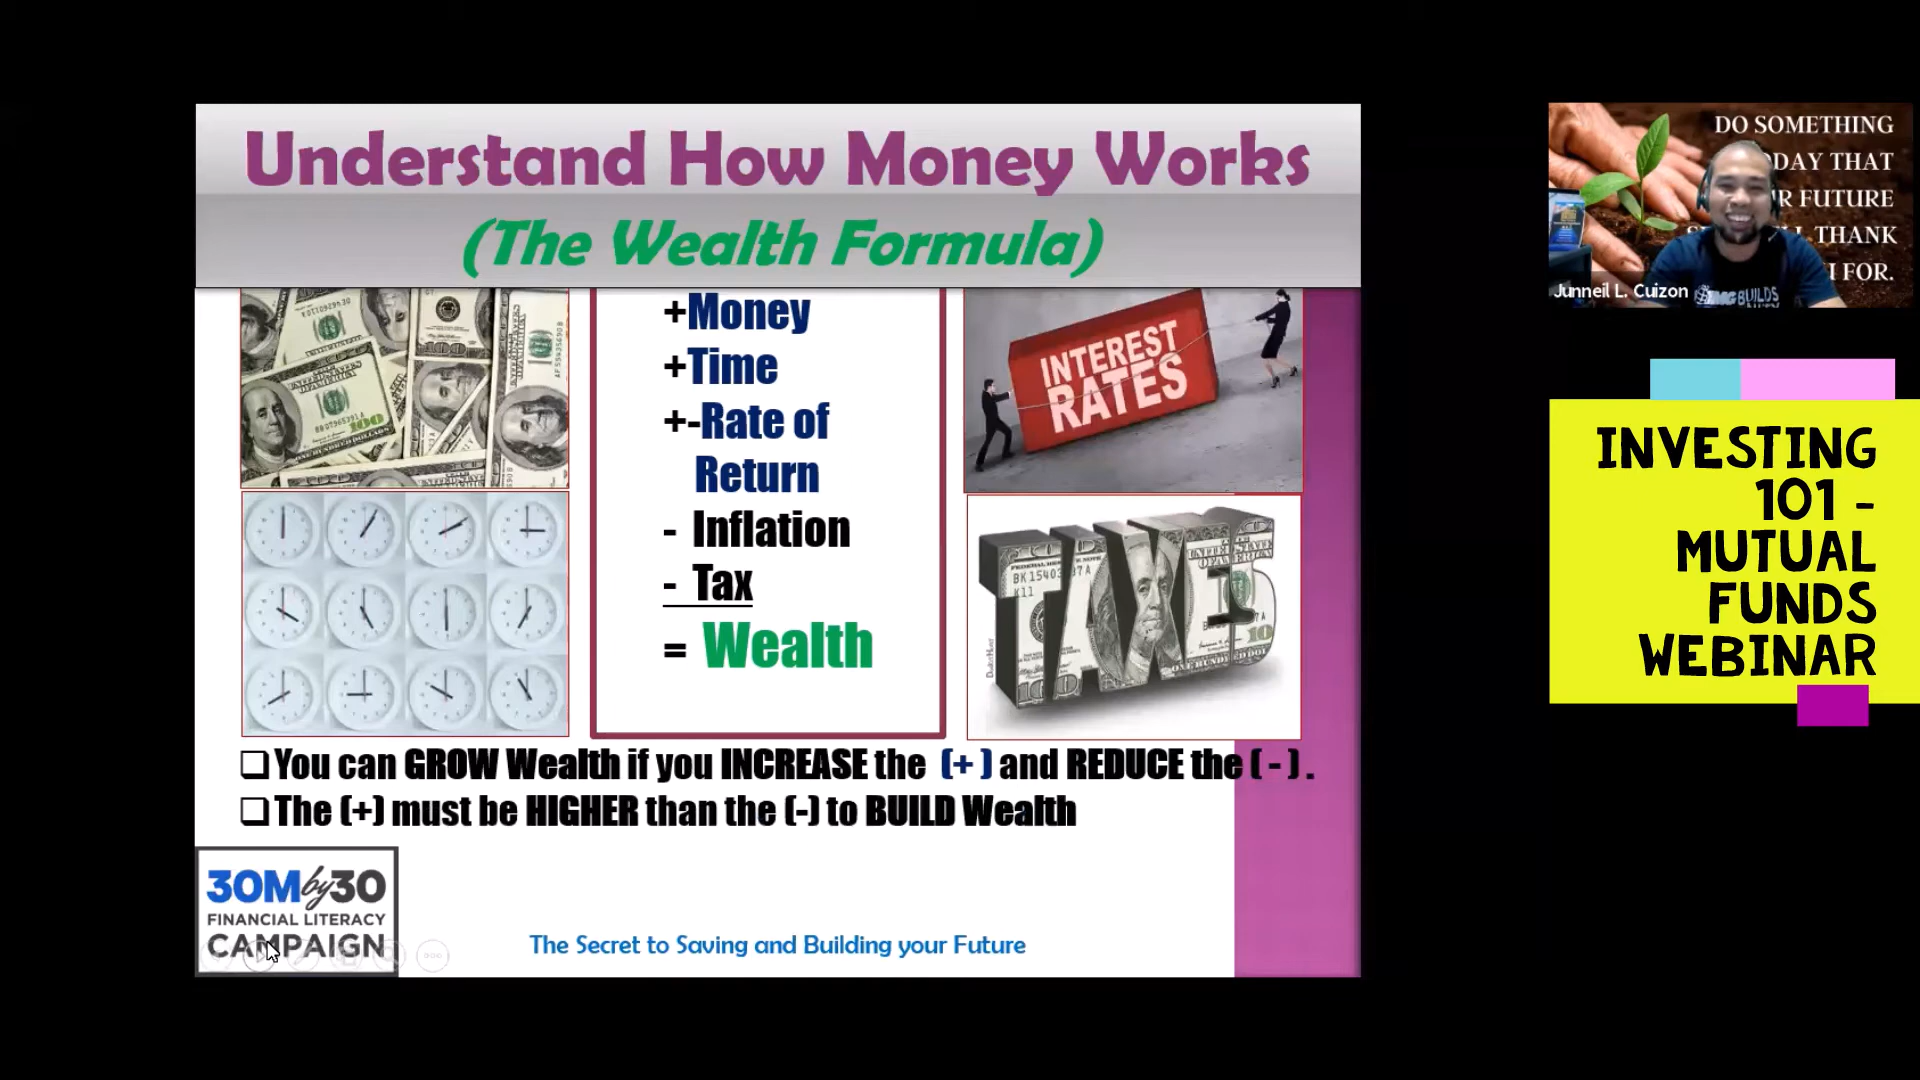 Understand How Money Works
(The Wealth Formula)
+Money
+Time
+-Rate of
Return
- Inflation
- Tax
= Wealth
INTEREST
RATES
TAXES
❑You can GROW Wealth if you INCREASE the (+) and REDUCE the (-).
❑The (+) must be HIGHER than the (-) to BUILD Wealth
30M by 30
FINANCIAL LITERACY
CAMPAIGN
The Secret to Saving and Building your Future
DO SOMETHING
DAY THAT
R FUTURE
THANK
FOR.
Junneil L. Cuizon
BUILDS
INVESTING
101 -
MUTUAL
FUNDS
WEBINAR